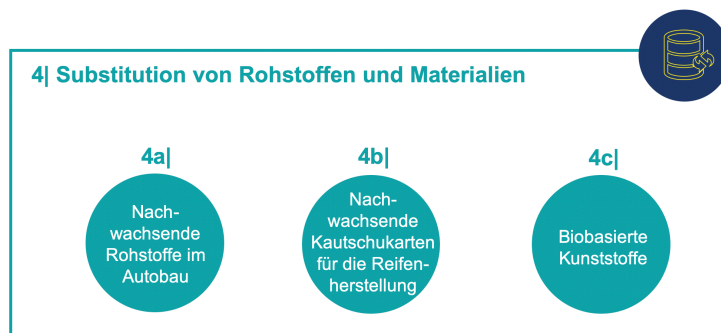 4| Substitution von Rohstoffen und Materialien
4a|
Nach-
wachsende
Rohstoffe im
Autobau
4b|
Nach-
wachsende
Kautschukarten
für die Reifen-
herstellung
4c|
Biobasierte
Kunststoffe